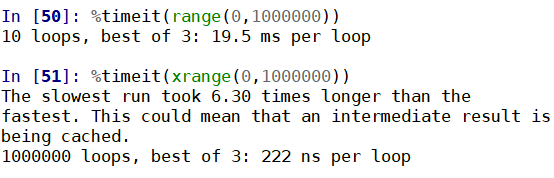 In [50]: %timeit(range(0,1000000))
10 loops, best of 3: 19.5 ms per loop
In [51]: %timeit(xrange(0,1000000))
The slowest run took 6.30 times longer than the
fastest. This could mean that an intermediate result is
being cached.
1000000 loops, best of 3: 222 ns per loop